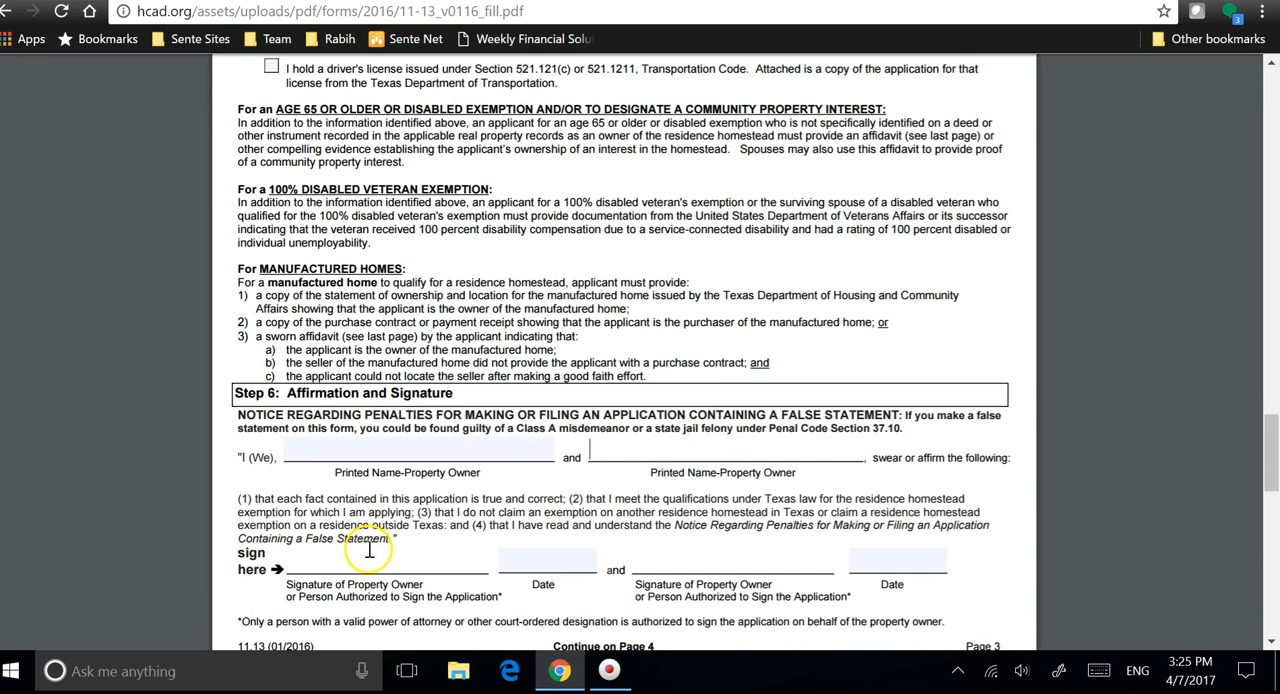 hcad.org/assets/uploads/pdf/forms/2016/11-13_v0116_fill.pdf
3
Apps Bookmarks Sente Sites Team Rabih Sente Net Weekly Financial Solu Other bookmarks
I hold a driver's license issued under Section 521.121(c) or 521.1211, Transportation Code. Attached is a copy of the application for that
license from the Texas Department of Transportation.
For an AGE 65 OR OLDER OR DISABLED EXEMPTION AND/OR TO DESIGNATE A COMMUNITY PROPERTY INTEREST:
In addition to the information identified above, an applicant for an age 65 or older or disabled exemption who is not specifically identified on a deed or
other instrument recorded in the applicable real property records as an owner of the residence homestead must provide an affidavit (see last page) or
other compelling evidence establishing the applicant's ownership of an interest in the homestead. Spouses may also use this affidavit to provide proof
of a community property interest.
For a 100% DISABLED VETERAN EXEMPTION:
In addition to the information identified above, an applicant for a 100% disabled veteran's exemption or the surviving spouse of a disabled veteran who
qualified for the 100% disabled veteran's exemption must provide documentation from the United States Department of Veterans Affairs or its successor
indicating that the veteran received 100 percent disability compensation due to a service-connected disability and had a rating of 100 percent disabled or
individual unemployability.
For MANUFACTURED HOMES:
For a manufactured home to qualify for a residence homestead, applicant must provide:
1) a copy of the statement of ownership and location for the manufactured home issued by the Texas Department of Housing and Community
Affairs showing that the applicant is the owner of the manufactured home;
2) a copy of the purchase contract or payment receipt showing that the applicant is the purchaser of the manufactured home; or
3) a sworn affidavit (see last page) by the applicant indicating that:
a) the applicant is the owner of the manufactured home;
b) the seller of the manufactured home did not provide the applicant with a purchase contract; and
c) the applicant could not locate the seller after making a good faith effort.
Step 6: Affirmation and Signature
NOTICE REGARDING PENALTIES FOR MAKING OR FILING AN APPLICATION CONTAINING A FALSE STATEMENT: If you make a false
statement on this form, you could be found guilty of a Class A misdemeanor or a state jail felony under Penal Code Section 37.10.
"I (We), and , swear or affirm the following:
Printed Name-Property Owner Printed Name-Property Owner
(1) that each fact contained in this application is true and correct; (2) that I meet the qualifications under Texas law for the residence homestead
exemption for which I am applying; (3) that I do not claim an exemption on another residence homestead in Texas or claim a residence homestead
exemption on a residence outside Texas: and (4) that I have read and understand the Notice Regarding Penalties for Making or Filing an Application
Containing a False Statement."
sign
here and
Signature of Property Owner Date Signature of Property Owner Date
or Person Authorized to Sign the Application* or Person Authorized to Sign the Application*
*Only a person with a valid power of attorney or other court-ordered designation is authorized to sign the application on behalf of the property owner.
11.13 (01/2016) Continue on Page 4 Page 3
Ask me anything ENG 3:25 PM
4/7/2017